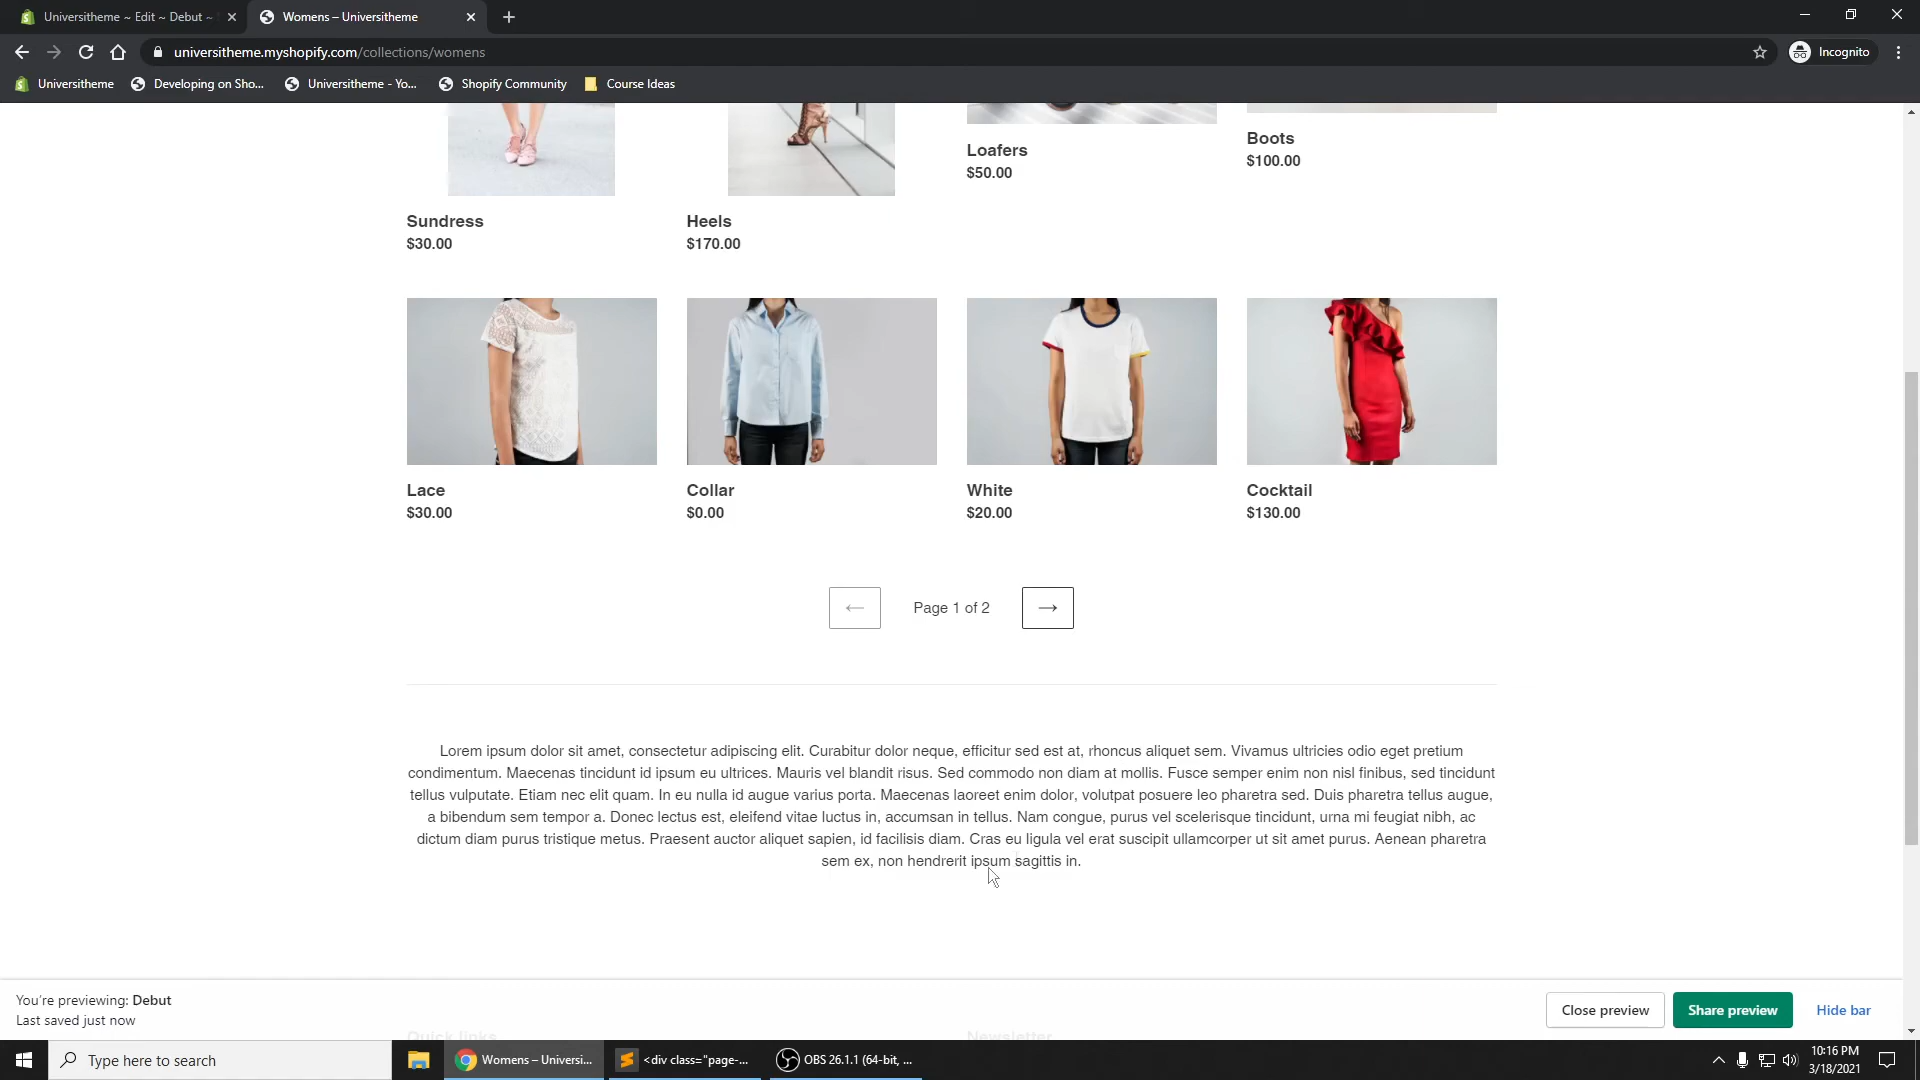 Universitheme ~ Edit ~ Debut ~
Womens – Universitheme
universitheme.myshopify.com/collections/womens
Incognito
Universitheme
Developing on Sho...
Universitheme - Yo...
Shopify Community
Course Ideas
Sundress
$30.00
Heels
$170.00
Loafers
$50.00
Boots
$100.00
Lace
$30.00
Collar
$0.00
White
$20.00
Cocktail
$130.00
← Page 1 of 2 →
Lorem ipsum dolor sit amet, consectetur adipiscing elit. Curabitur dolor neque, efficitur sed est at, rhoncus aliquet sem. Vivamus ultricies odio eget pretium
condimentum. Maecenas tincidunt id ipsum eu ultrices. Mauris vel blandit risus. Sed commodo non diam at mollis. Fusce semper enim non nisl finibus, sed tincidunt
tellus vulputate. Etiam nec elit quam. In eu nulla id augue varius porta. Maecenas laoreet enim dolor, volutpat posuere leo pharetra sed. Duis pharetra tellus augue,
a bibendum sem tempor a. Donec lectus est, eleifend vitae luctus in, accumsan in tellus. Nam congue, purus vel scelerisque tincidunt, urna mi feugiat nibh, ac
dictum diam purus tristique metus. Praesent auctor aliquet sapien, id facilisis diam. Cras eu ligula vel erat suscipit ullamcorper ut sit amet purus. Aenean pharetra
sem ex, non hendrerit ipsum sagittis in.
You're previewing: Debut
Last saved just now
Close preview
Share preview
Hide bar
Quick links
Newsletter
Type here to search
Womens – Universi...
<div class="page-...
OBS 26.1.1 (64-bit, ...
10:16 PM
3/18/2021